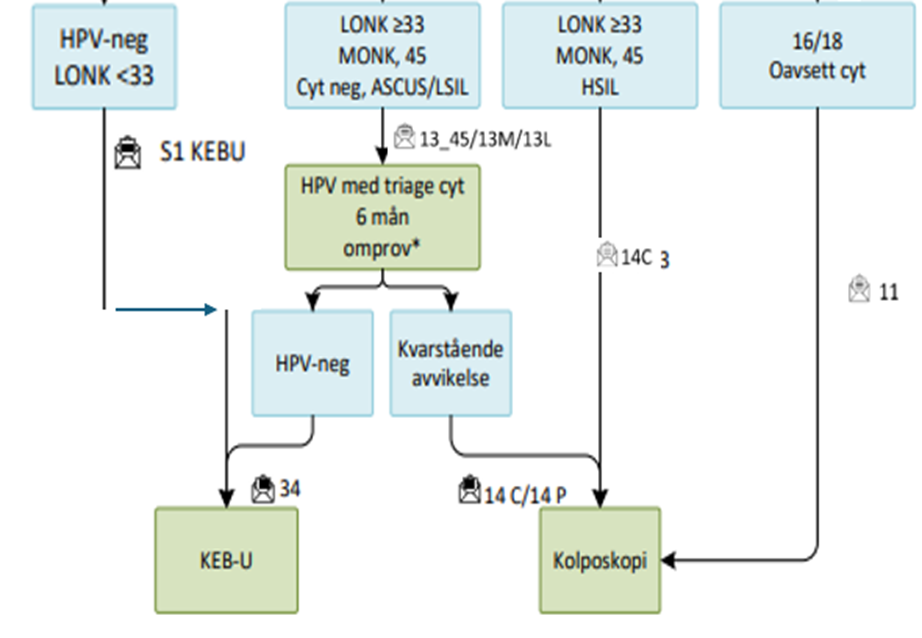 HPV-neg
LONK <33
LONK ≥33
MONK, 45
Cyt neg, ASCUS/LSIL
LONK ≥33
MONK, 45
HSIL
16/18
Oavsett cyt
S1 KEBU
13_45/13M/13L
HPV med triage cyt
6 mån
omprov*
14C 3
11
HPV-neg
Kvarstående
avvikelse
34
14 C/14 P
KEB-U
Kolposkopi